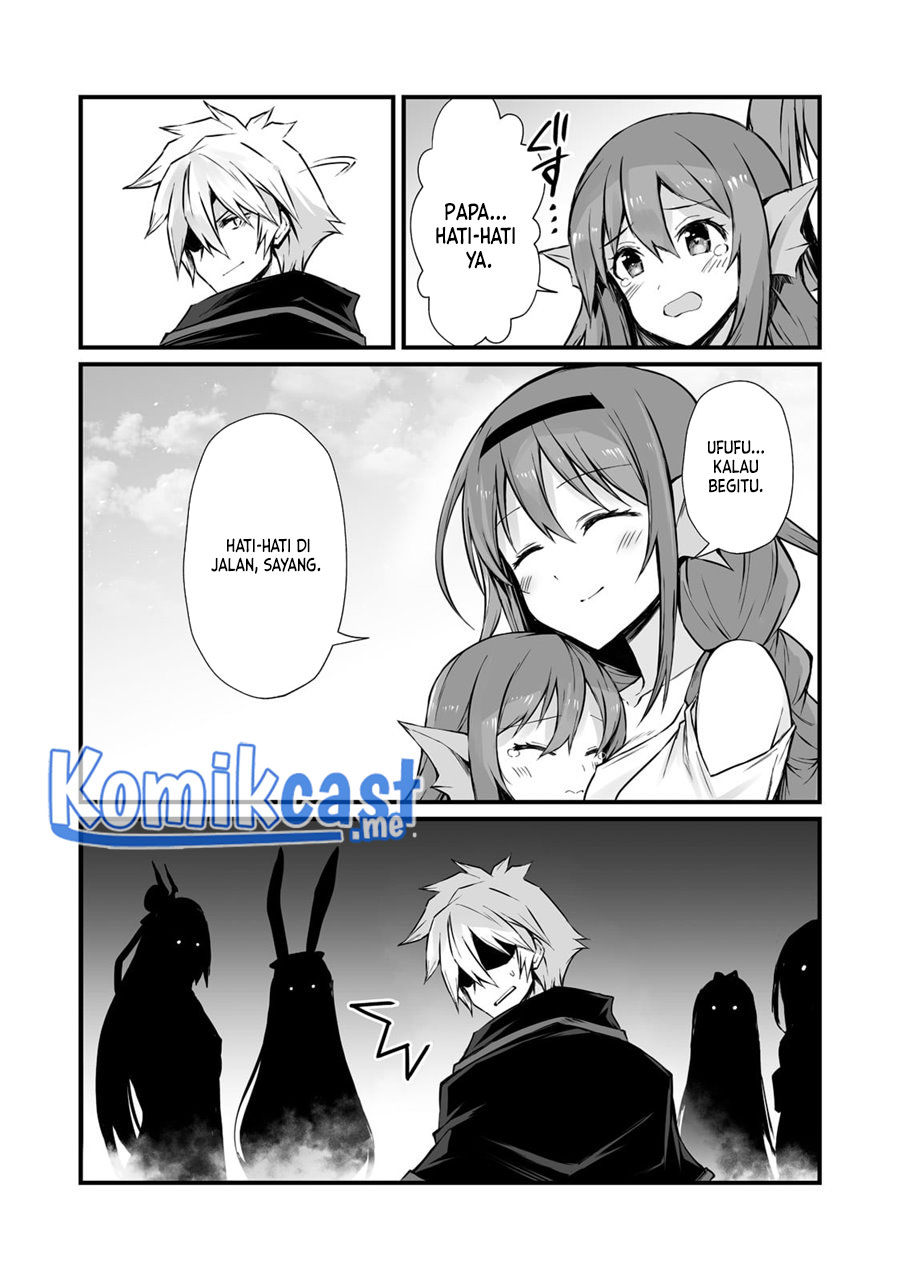 ぐす…
PAPA...
HATI-HATI
YA.
UFUFU...
KALAU
BEGITU.
HATI-HATI DI
JALAN, SAYANG.
Komikcast
.me